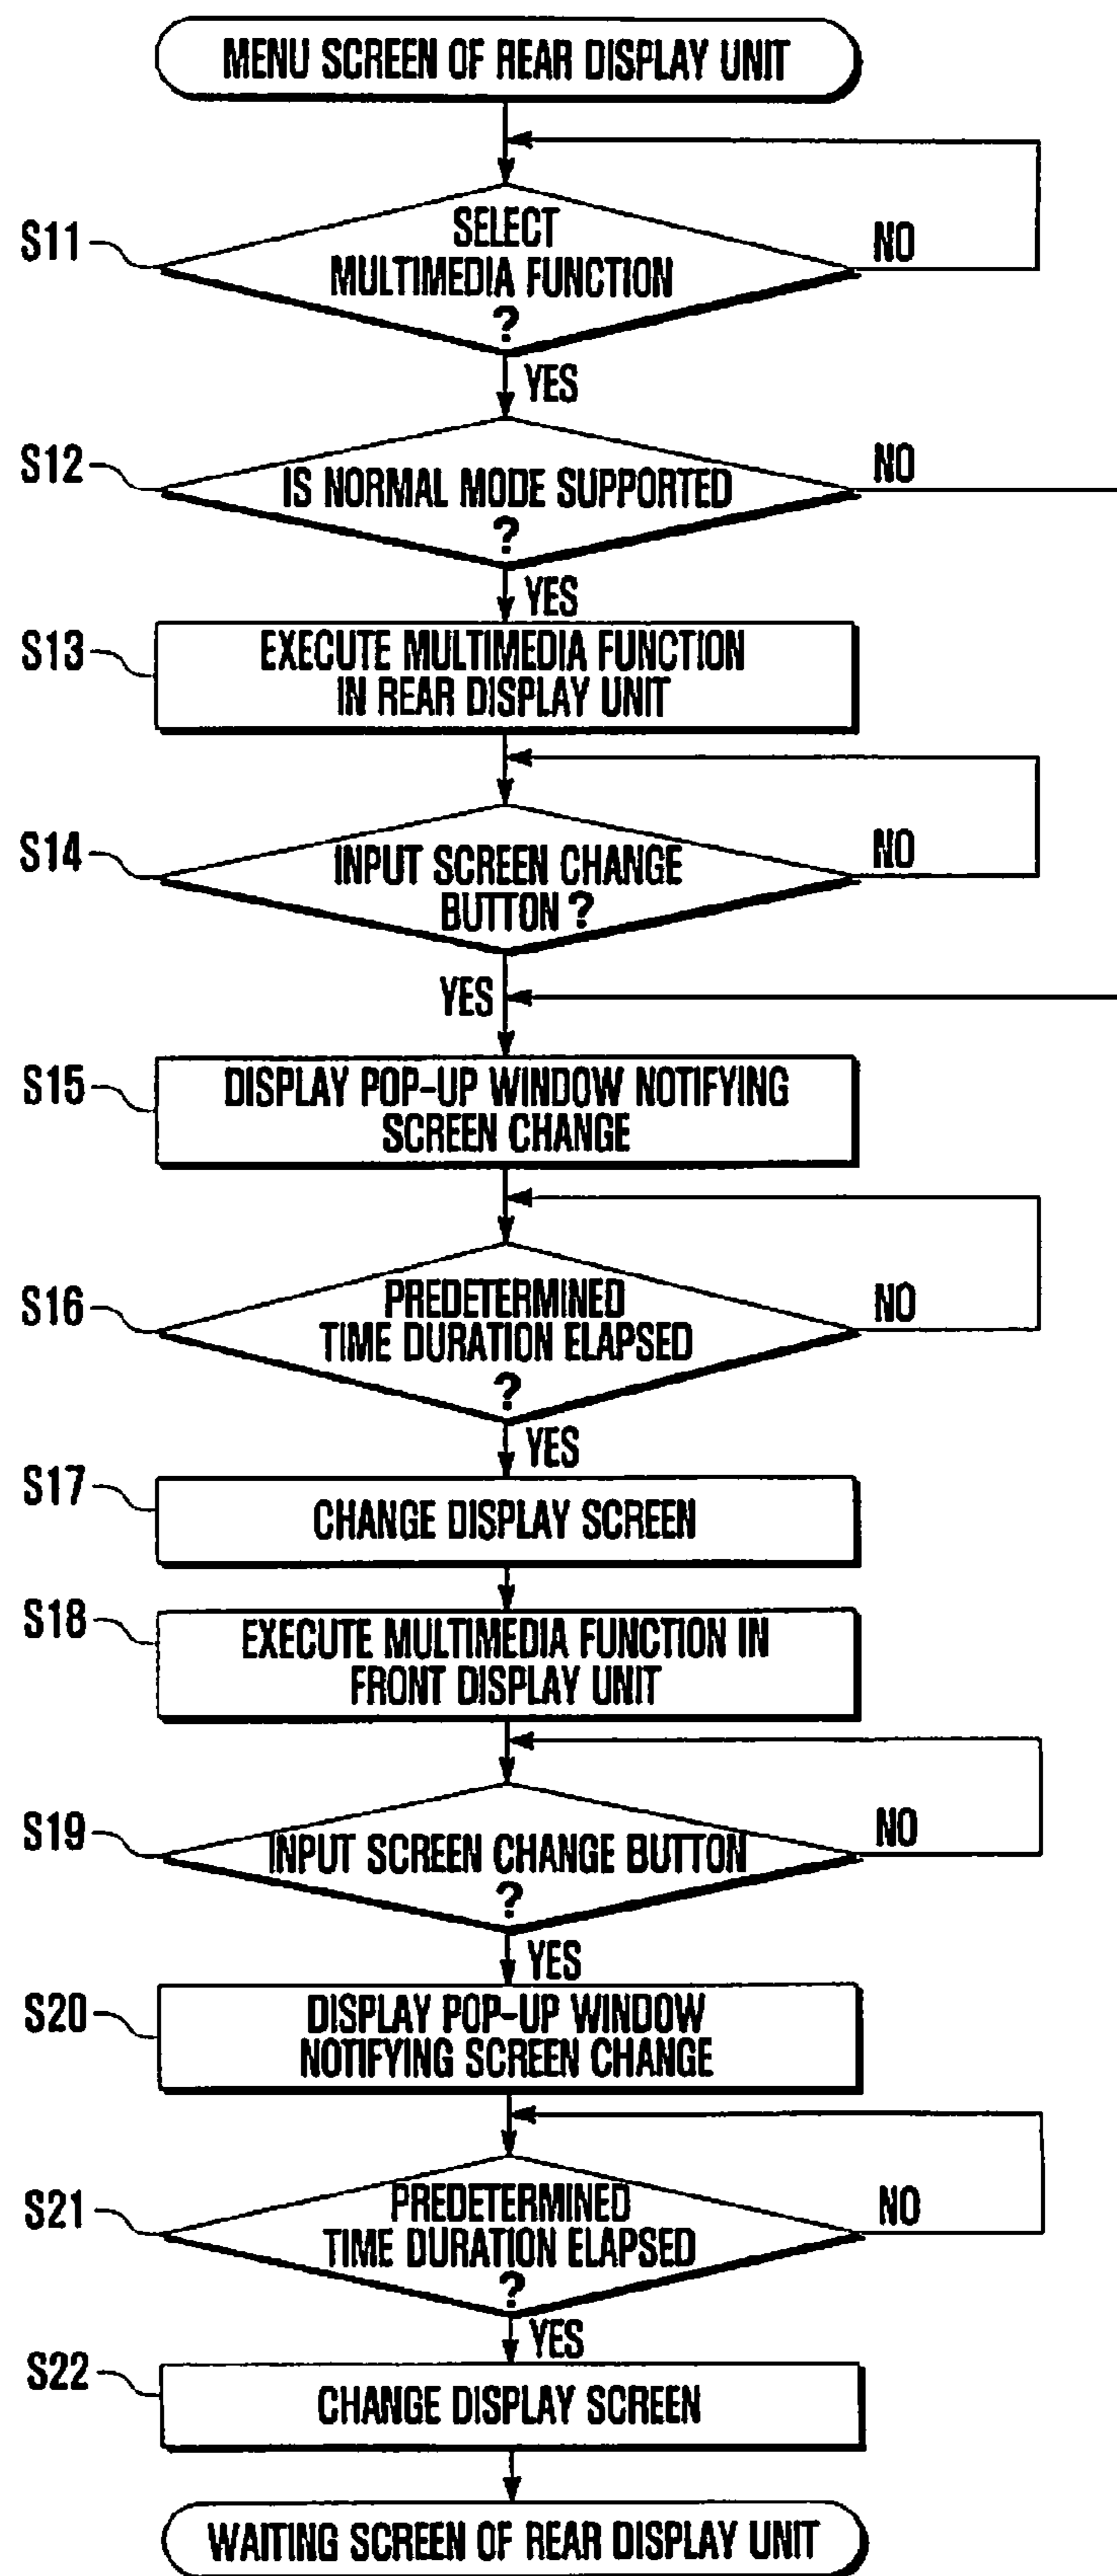 MENU SCREEN OF REAR DISPLAY UNIT
S11
SELECT
MULTIMEDIA FUNCTION
?
NO
YES
S12
IS NORMAL MODE SUPPORTED
?
NO
YES
S13
EXECUTE MULTIMEDIA FUNCTION
IN REAR DISPLAY UNIT
S14
INPUT SCREEN CHANGE
BUTTON ?
NO
YES
S15
DISPLAY POP-UP WINDOW NOTIFYING
SCREEN CHANGE
S16
PREDETERMINED
TIME DURATION ELAPSED
?
NO
YES
S17
CHANGE DISPLAY SCREEN
S18
EXECUTE MULTIMEDIA FUNCTION IN
FRONT DISPLAY UNIT
S19
INPUT SCREEN CHANGE BUTTON
?
NO
YES
S20
DISPLAY POP-UP WINDOW
NOTIFYING SCREEN CHANGE
S21
PREDETERMINED
TIME DURATION ELAPSED
?
NO
YES
S22
CHANGE DISPLAY SCREEN
WAITING SCREEN OF REAR DISPLAY UNIT